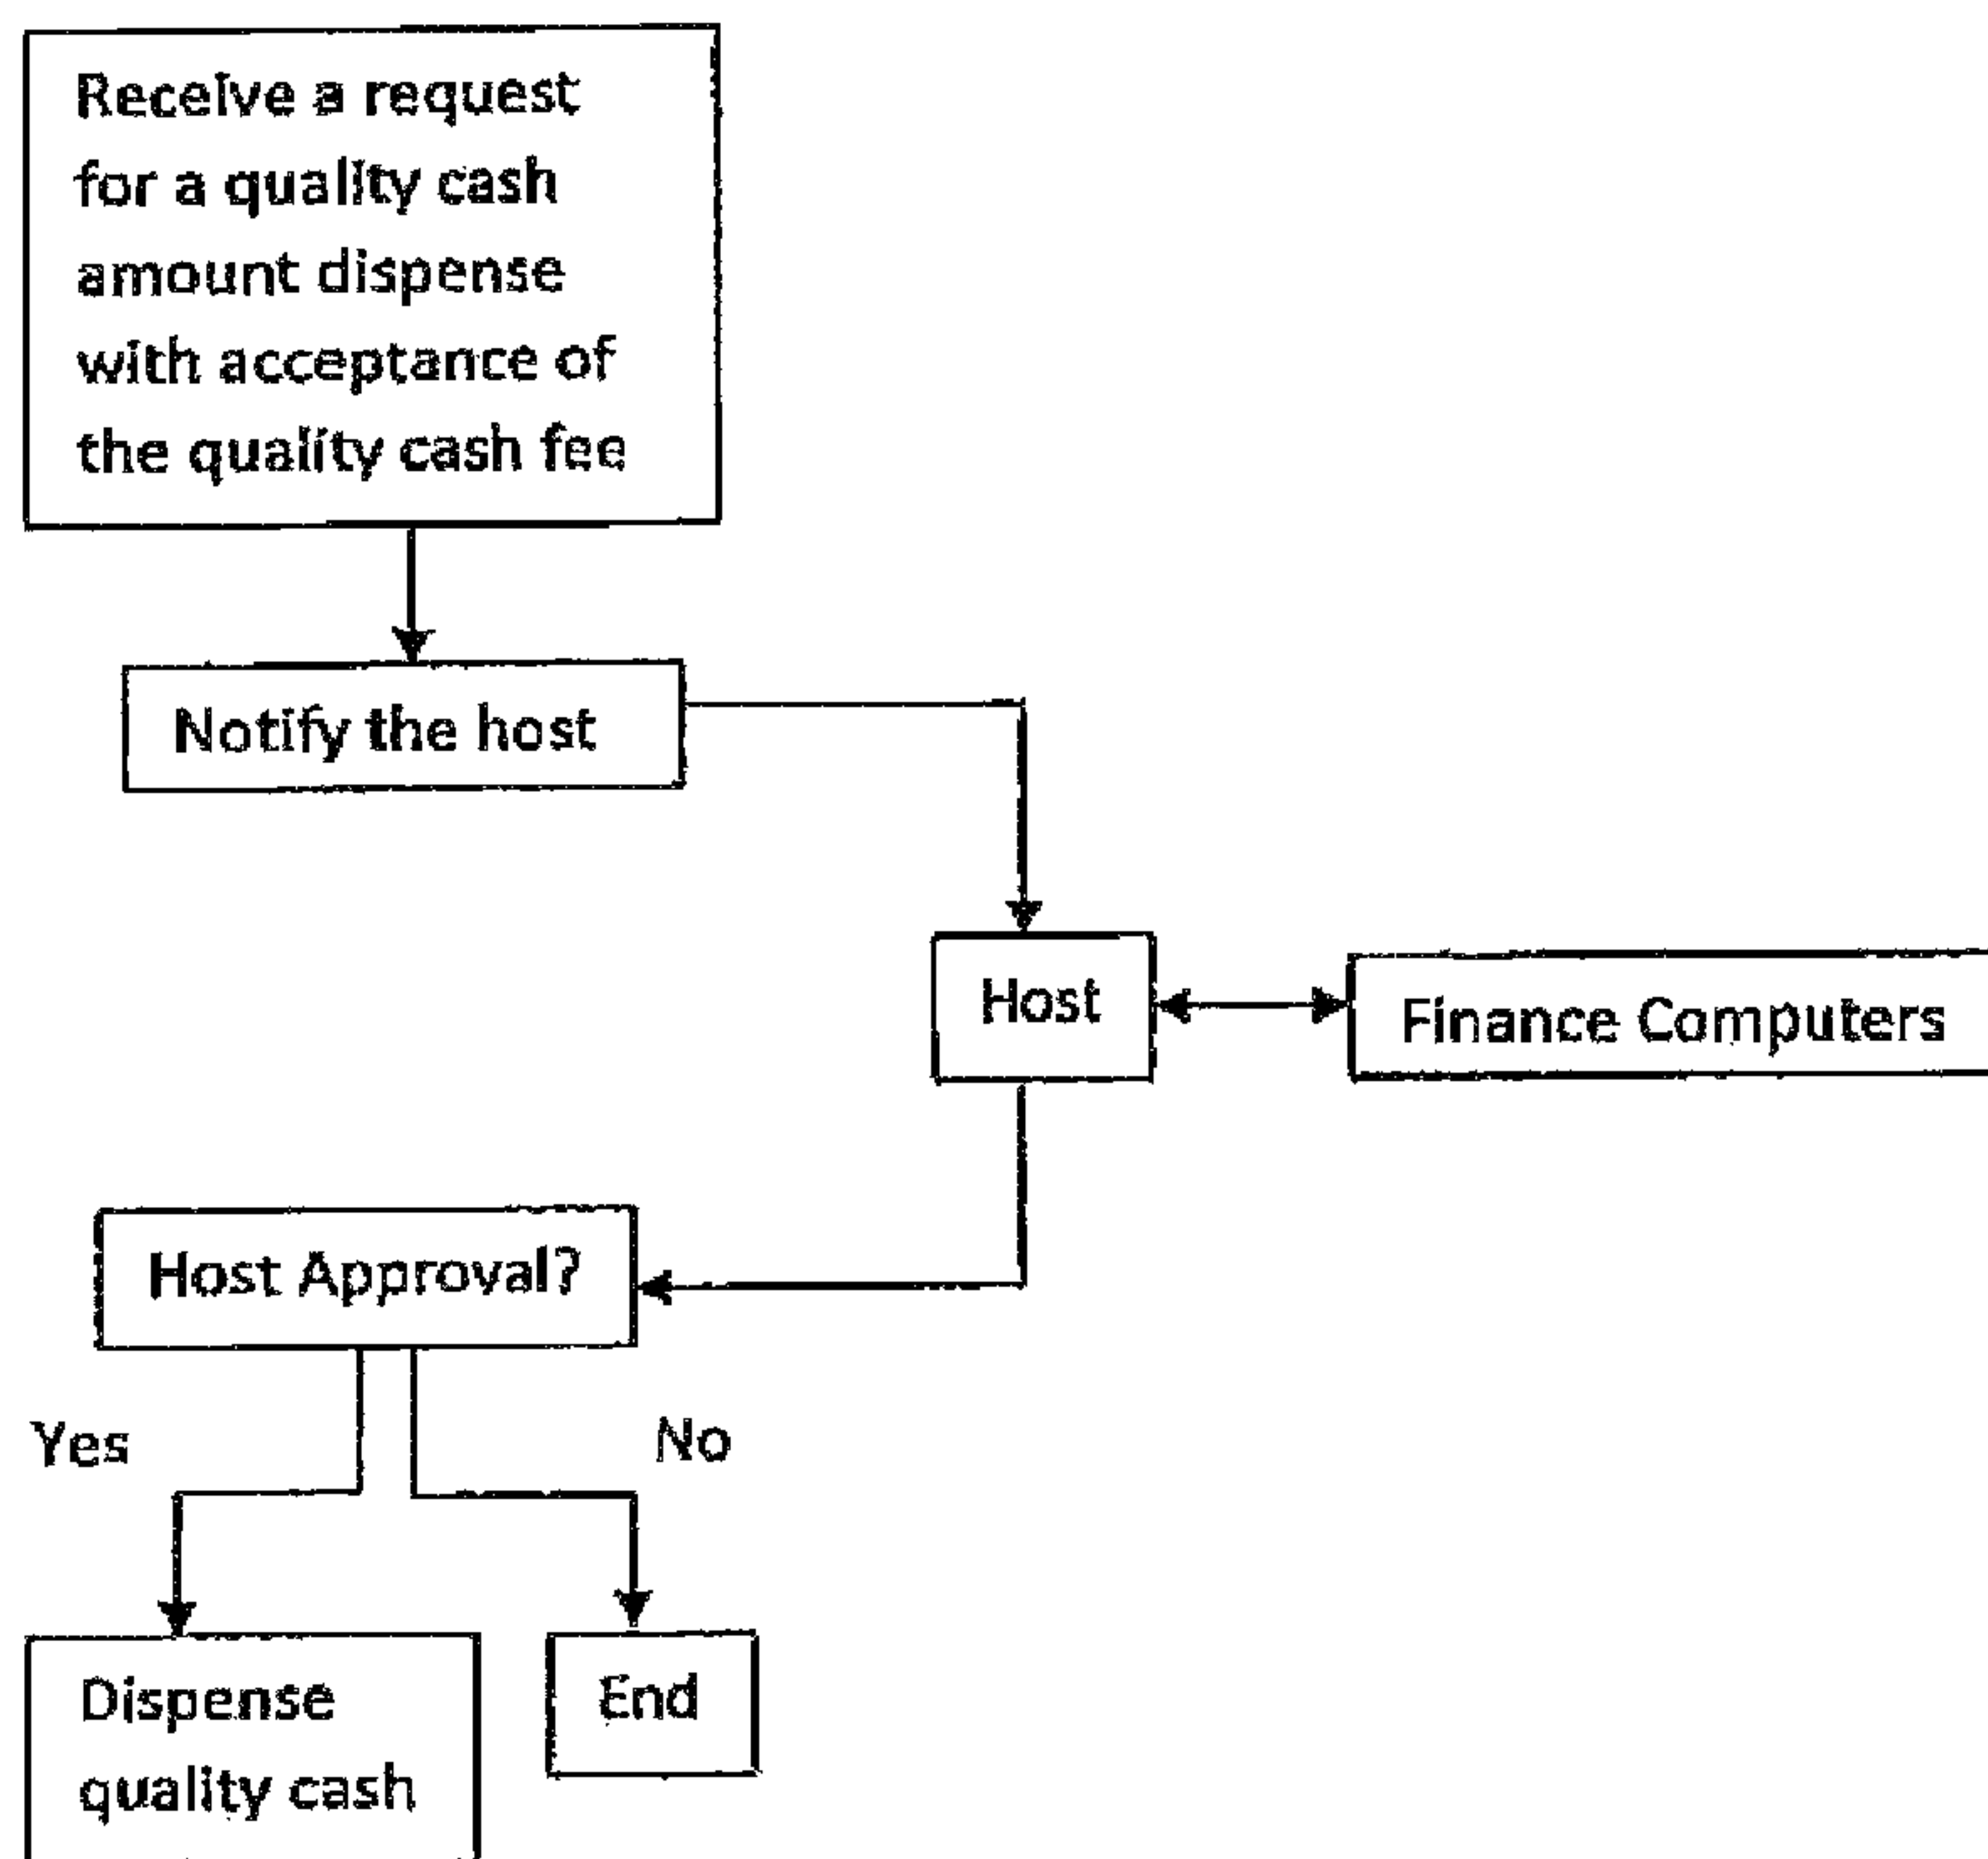 Receive a request
for a quality cash
amount dispense
with acceptance of
the quality cash fee
Notify the host
Host
Finance Computers
Host Approval?
Yes
No
Dispense
quality cash
End